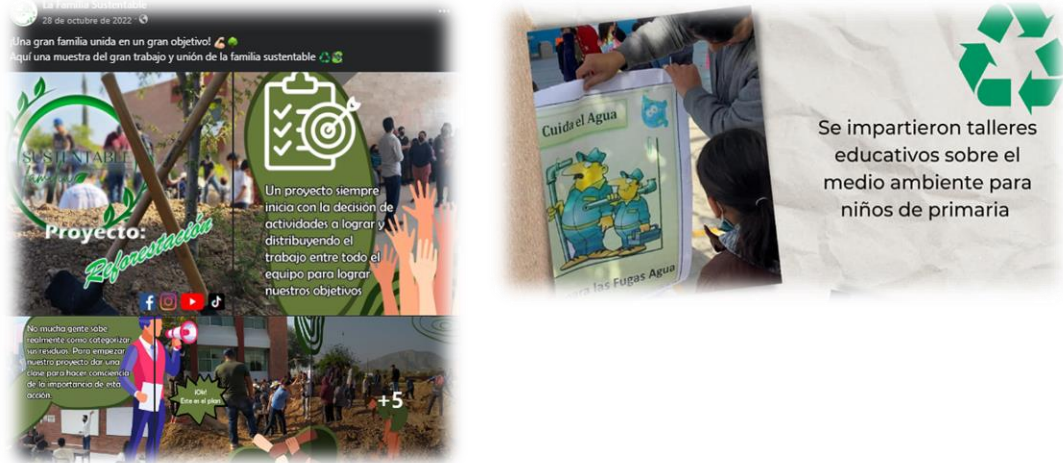 La Familia Sustentable
28 de octubre de 2022
¡Una gran familia unida en un gran objetivo!
Aquí una muestra del gran trabajo y unión de la familia sustentable
SUSTENTABLE
Proyecto:
Reforestación
Un proyecto siempre
inicia con la decisión de
actividades a lograr y
distribuyendo el
trabajo entre todo el
equipo para lograr
nuestros objetivos
No mucha gente sabe
realmente como categorizar
sus residuos. Para empezar
nuestro proyecto dar una
clase para hacer consciencia
de la importancia de esta
acción.
¡Oh!
Este es el plan
+5
Cuida el Agua
para las Fugas Agua
Se impartieron talleres
educativos sobre el
medio ambiente para
niños de primaria